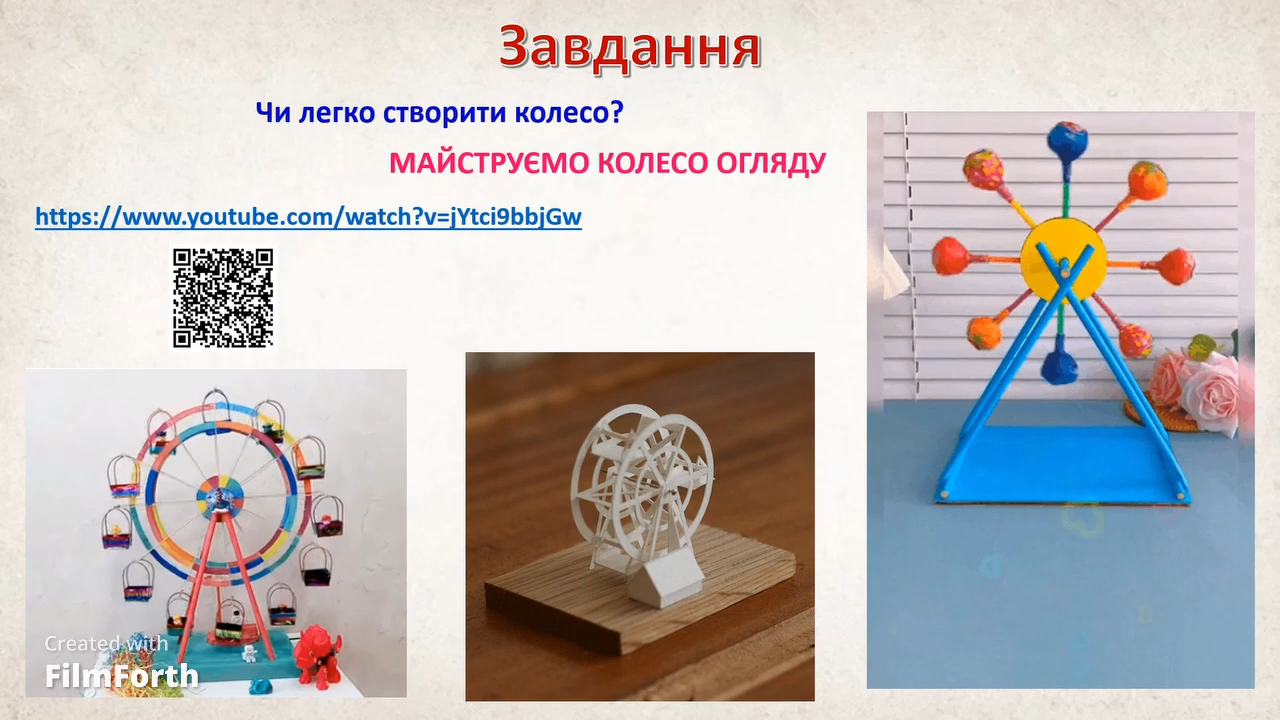 Завдання
Чи легко створити колесо?
МАЙСТРУЄМО КОЛЕСО ОГЛЯДУ
https://www.youtube.com/watch?v=jYtci9bbjGw
Created with
FilmForth